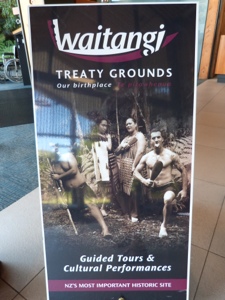 Waitangi
TREATY GROUNDS
Our birthplace
Guided Tours &
Cultural Performances
NZ'S MOST IMPORTANT HISTORIC SITE